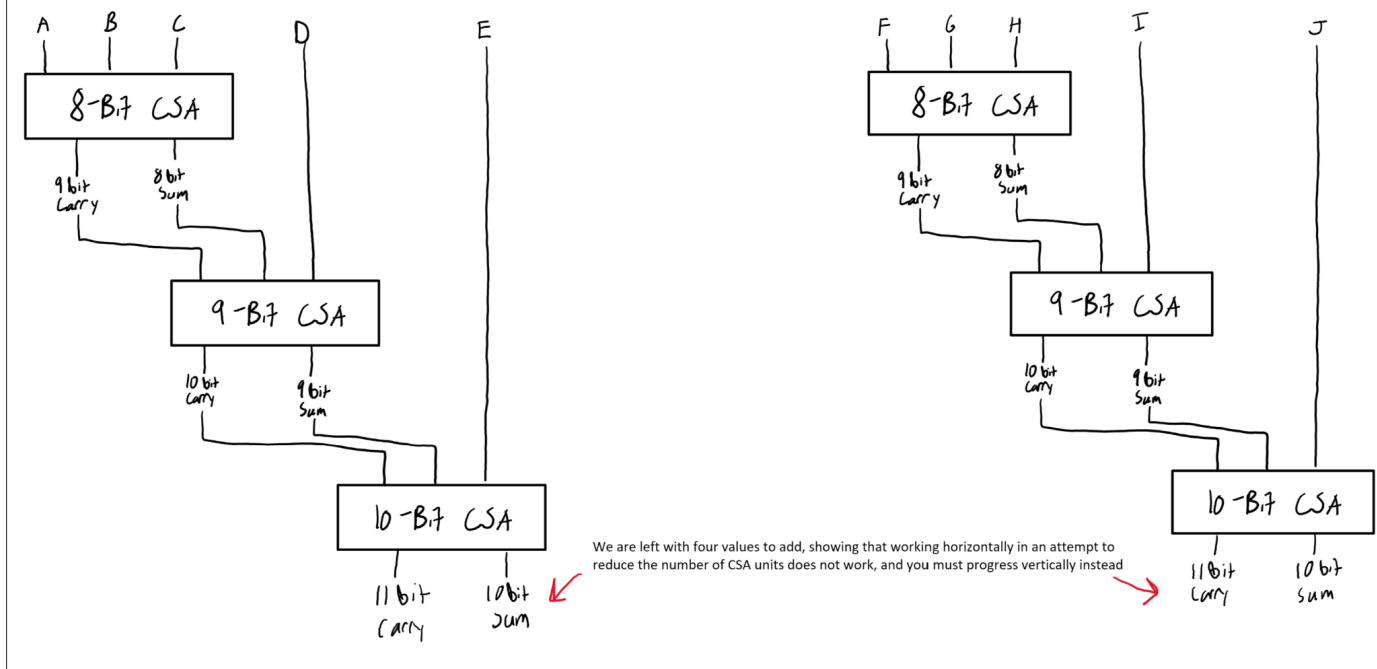 A B C D E F G H I J
8-Bit CSA 8-Bit CSA
9 bit Carry 8 bit Sum 9 bit Carry 8 bit Sum
9-Bit CSA 9-Bit CSA
10 bit Carry 9 bit Sum 10 bit Carry 9 bit Sum
10-Bit CSA 10-Bit CSA
We are left with four values to add, showing that working horizontally in an attempt to
reduce the number of CSA units does not work, and you must progress vertically instead
11 bit Carry 10 bit Sum 11 bit Carry 10 bit Sum